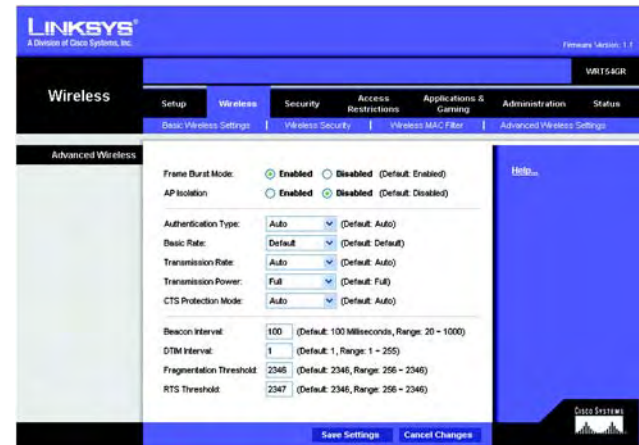 LINKSYS®
A Division of Cisco Systems, Inc.
Firmware Version: 1.1
WRT54GR
Wireless
Setup Wireless Security Access Restrictions Applications & Gaming Administration Status
Basic Wireless Settings | Wireless Security | Wireless MAC Filter | Advanced Wireless Settings
Advanced Wireless
Help...
Frame Burst Mode: Enabled Disabled (Default: Enabled)
AP Isolation Enabled Disabled (Default: Disabled)
Authentication Type: Auto (Default: Auto)
Basic Rate: Default (Default: Default)
Transmission Rate: Auto (Default: Auto)
Transmission Power: Full (Default: Full)
CTS Protection Mode: Auto (Default: Auto)
Beacon Interval: 100 (Default: 100 Milliseconds, Range: 20 ~ 1000)
DTIM Interval: 1 (Default: 1, Range: 1 ~ 255)
Fragmentation Threshold: 2346 (Default: 2346, Range: 256 ~ 2346)
RTS Threshold: 2347 (Default: 2346, Range: 256 ~ 2346)
Save Settings Cancel Changes
CISCO SYSTEMS